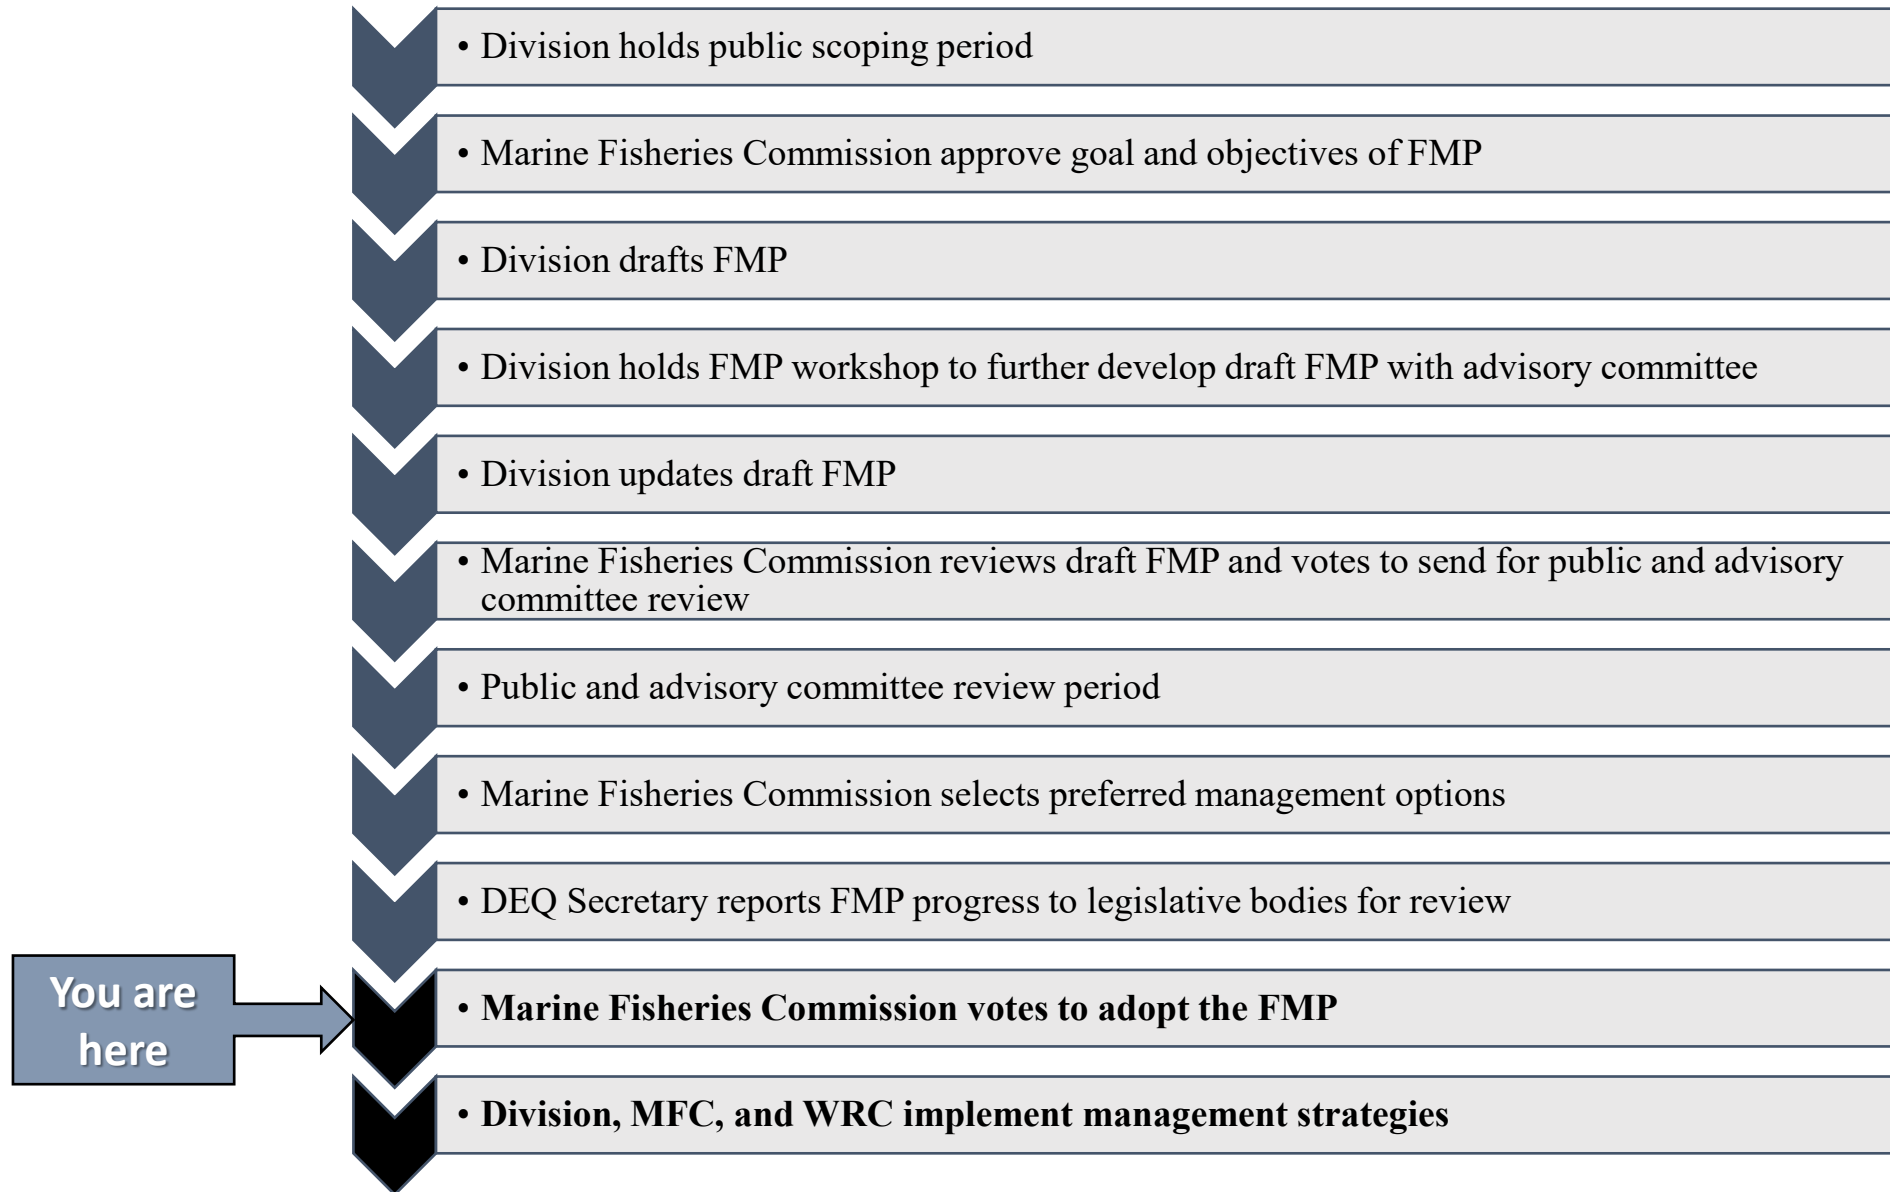 • Division holds public scoping period
• Marine Fisheries Commission approve goal and objectives of FMP
• Division drafts FMP
• Division holds FMP workshop to further develop draft FMP with advisory committee
• Division updates draft FMP
• Marine Fisheries Commission reviews draft FMP and votes to send for public and advisory
committee review
• Public and advisory committee review period
• Marine Fisheries Commission selects preferred management options
• DEQ Secretary reports FMP progress to legislative bodies for review
You are
here
• Marine Fisheries Commission votes to adopt the FMP
• Division, MFC, and WRC implement management strategies